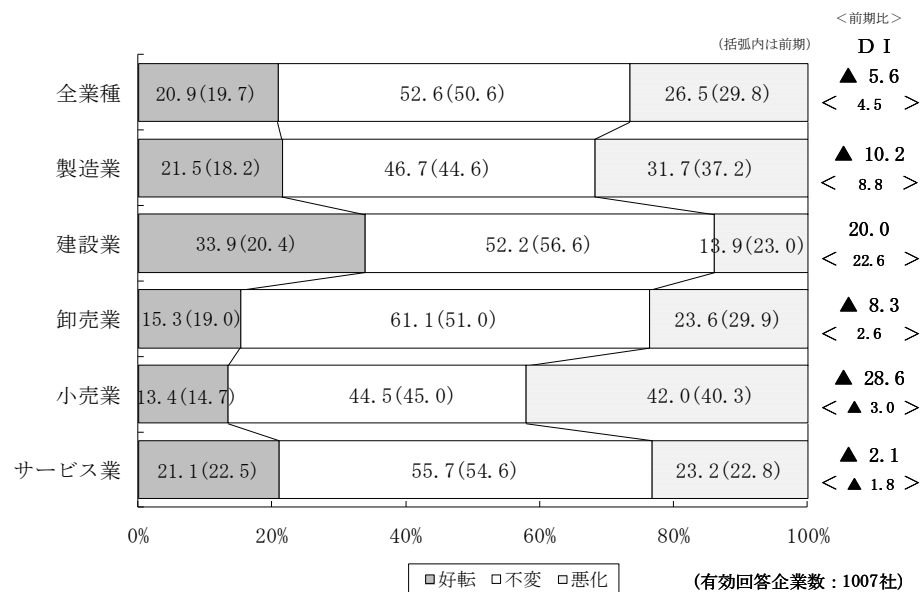 <前期比>
(括弧内は前期)
ＤＩ
全業種 20.9(19.7) 52.6(50.6) 26.5(29.8) ▲ 5.6
< 4.5 >
製造業 21.5(18.2) 46.7(44.6) 31.7(37.2) ▲ 10.2
< 8.8 >
建設業 33.9(20.4) 52.2(56.6) 13.9(23.0) 20.0
< 22.6 >
卸売業 15.3(19.0) 61.1(51.0) 23.6(29.9) ▲ 8.3
< 2.6 >
小売業 13.4(14.7) 44.5(45.0) 42.0(40.3) ▲ 28.6
< ▲ 3.0 >
サービス業 21.1(22.5) 55.7(54.6) 23.2(22.8) ▲ 2.1
< ▲ 1.8 >
0% 20% 40% 60% 80% 100%
好転 不変 悪化
(有効回答企業数：1007社)